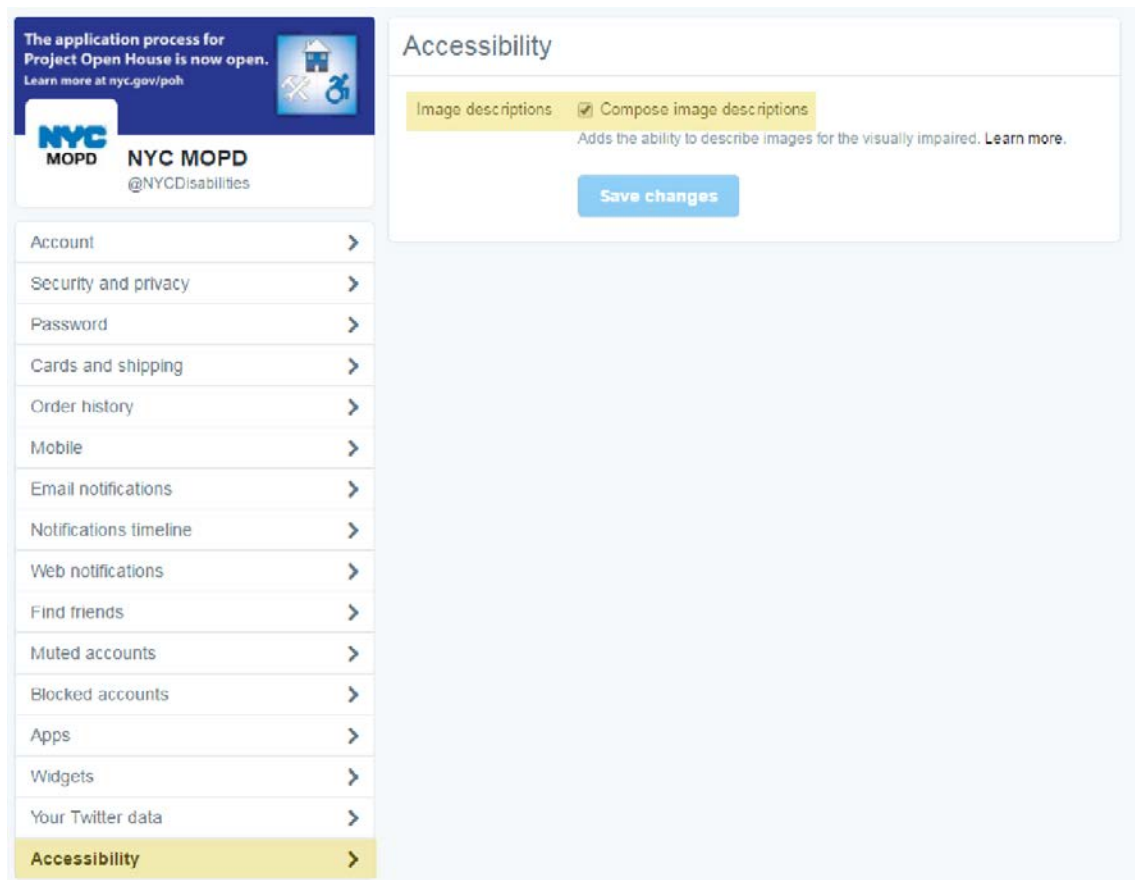 The application process for
Project Open House is now open.
Learn more at nyc.gov/poh
NYC
MOPD
NYC MOPD
@NYCDisabilities
Account
Security and privacy
Password
Cards and shipping
Order history
Mobile
Email notifications
Notifications timeline
Web notifications
Find friends
Muted accounts
Blocked accounts
Apps
Widgets
Your Twitter data
Accessibility
Accessibility
Image descriptions Compose image descriptions
Adds the ability to describe images for the visually impaired. Learn more.
Save changes